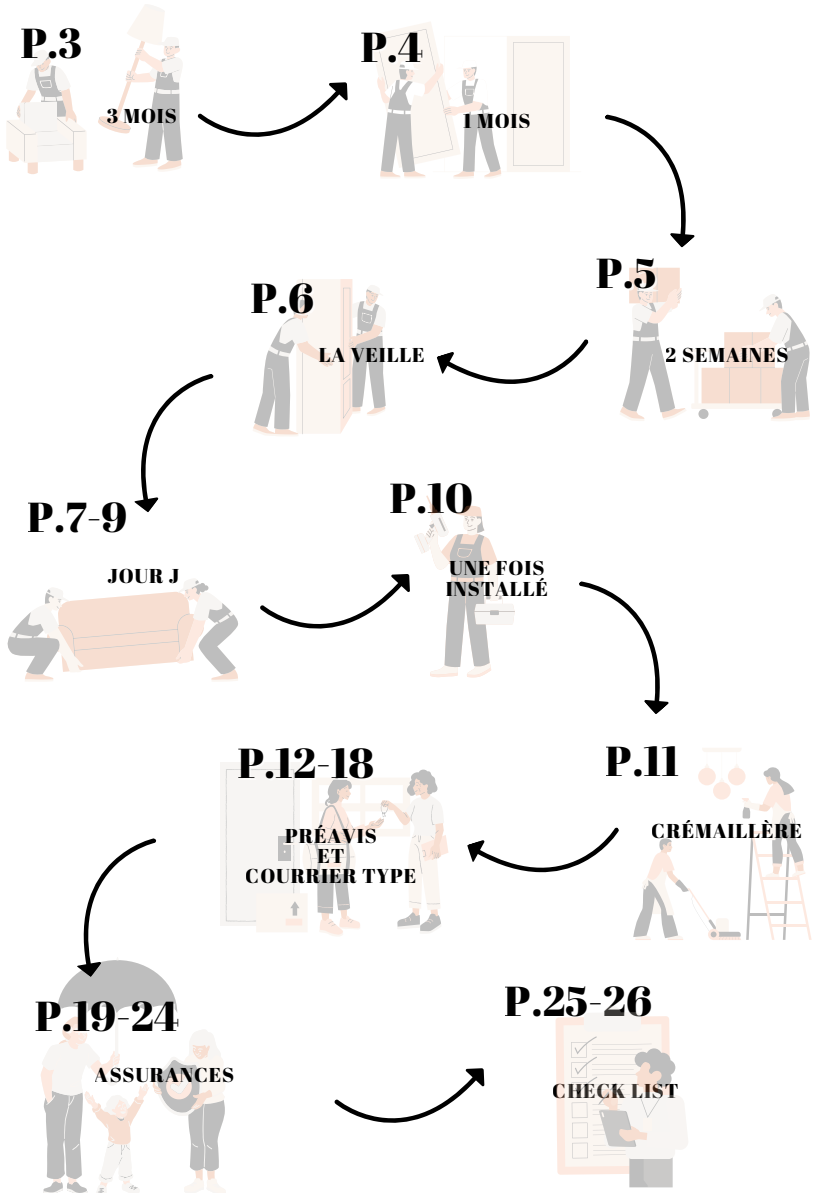 P.3
3 MOIS
P.4
1 MOIS
P.5
2 SEMAINES
P.6
LA VEILLE
P.7-9
JOUR J
P.10
UNE FOIS
INSTALLÉ
P.11
CRÉMAILLÈRE
P.12-18
PRÉAVIS
ET
COURRIER TYPE
P.19-24
ASSURANCES
P.25-26
CHECK LIST